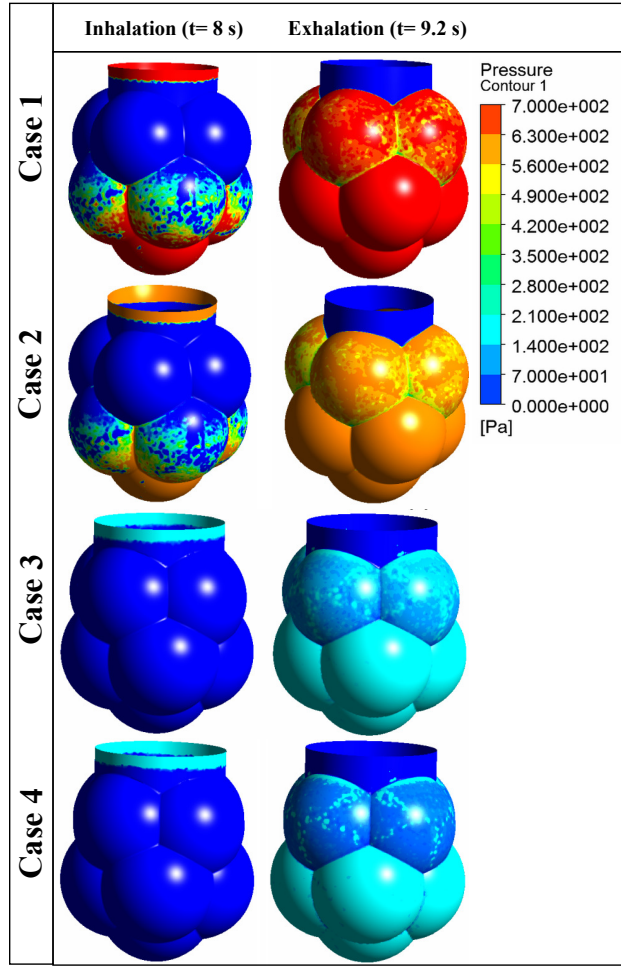 Inhalation (t= 8 s) Exhalation (t= 9.2 s)
Case 1
Case 2
Case 3
Case 4
Pressure
Contour 1
7.000e+002
6.300e+002
5.600e+002
4.900e+002
4.200e+002
3.500e+002
2.800e+002
2.100e+002
1.400e+002
7.000e+001
0.000e+000
[Pa]